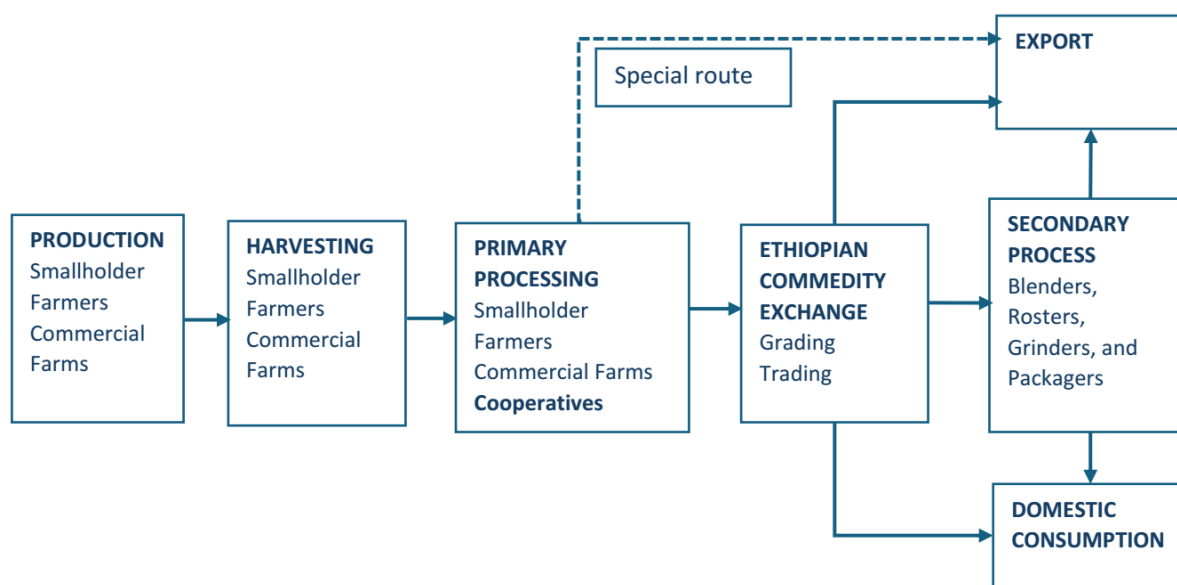 EXPORT
Special route
PRODUCTION
Smallholder
Farmers
Commercial
Farms
HARVESTING
Smallholder
Farmers
Commercial
Farms
PRIMARY
PROCESSING
Smallholder
Farmers
Commercial Farms
Cooperatives
ETHIOPIAN
COMMEDITY
EXCHANGE
Grading
Trading
SECONDARY
PROCESS
Blenders,
Rosters,
Grinders, and
Packagers
DOMESTIC
CONSUMPTION